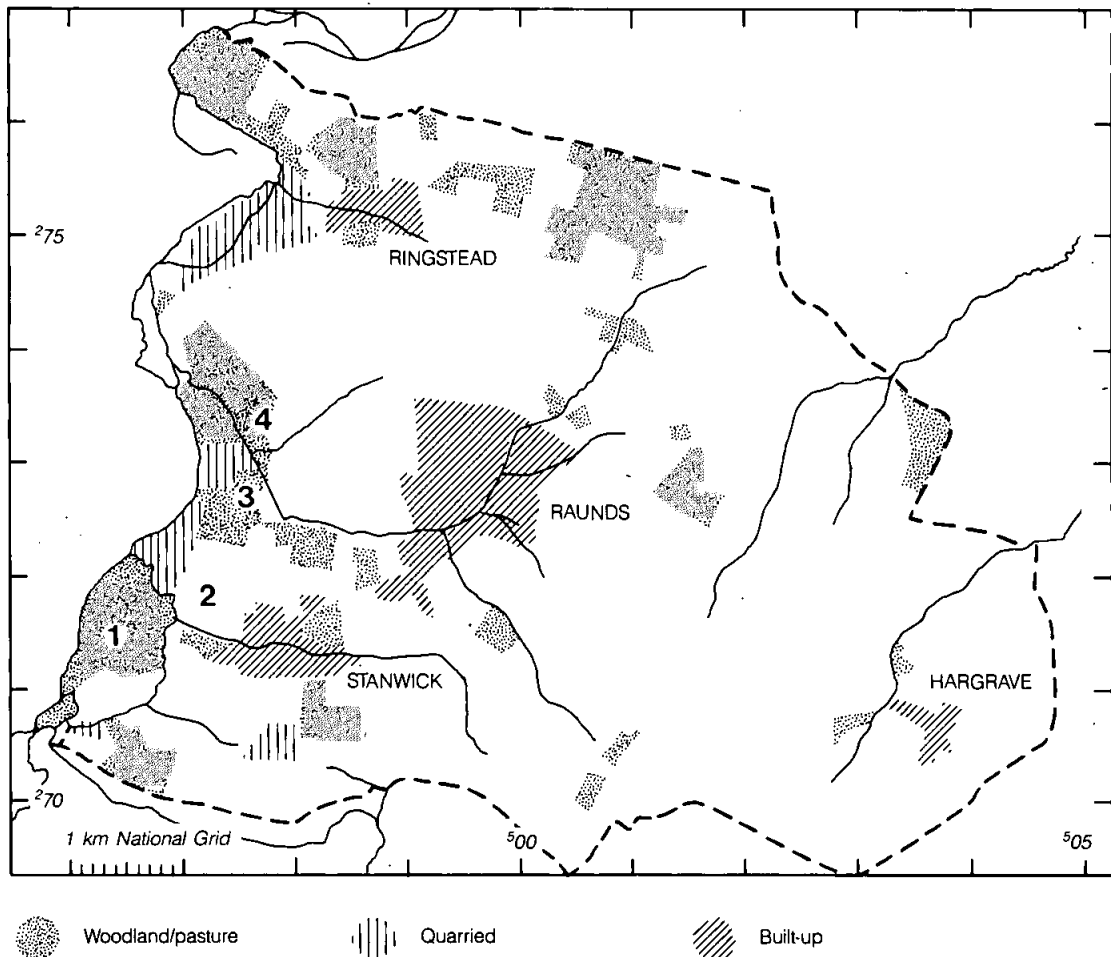 ²75
RINGSTEAD
4
3
RAUNDS
2
1
STANWICK
HARGRAVE
²70
1 km National Grid
⁵00
⁵05
Woodland/pasture
Quarried
Built-up